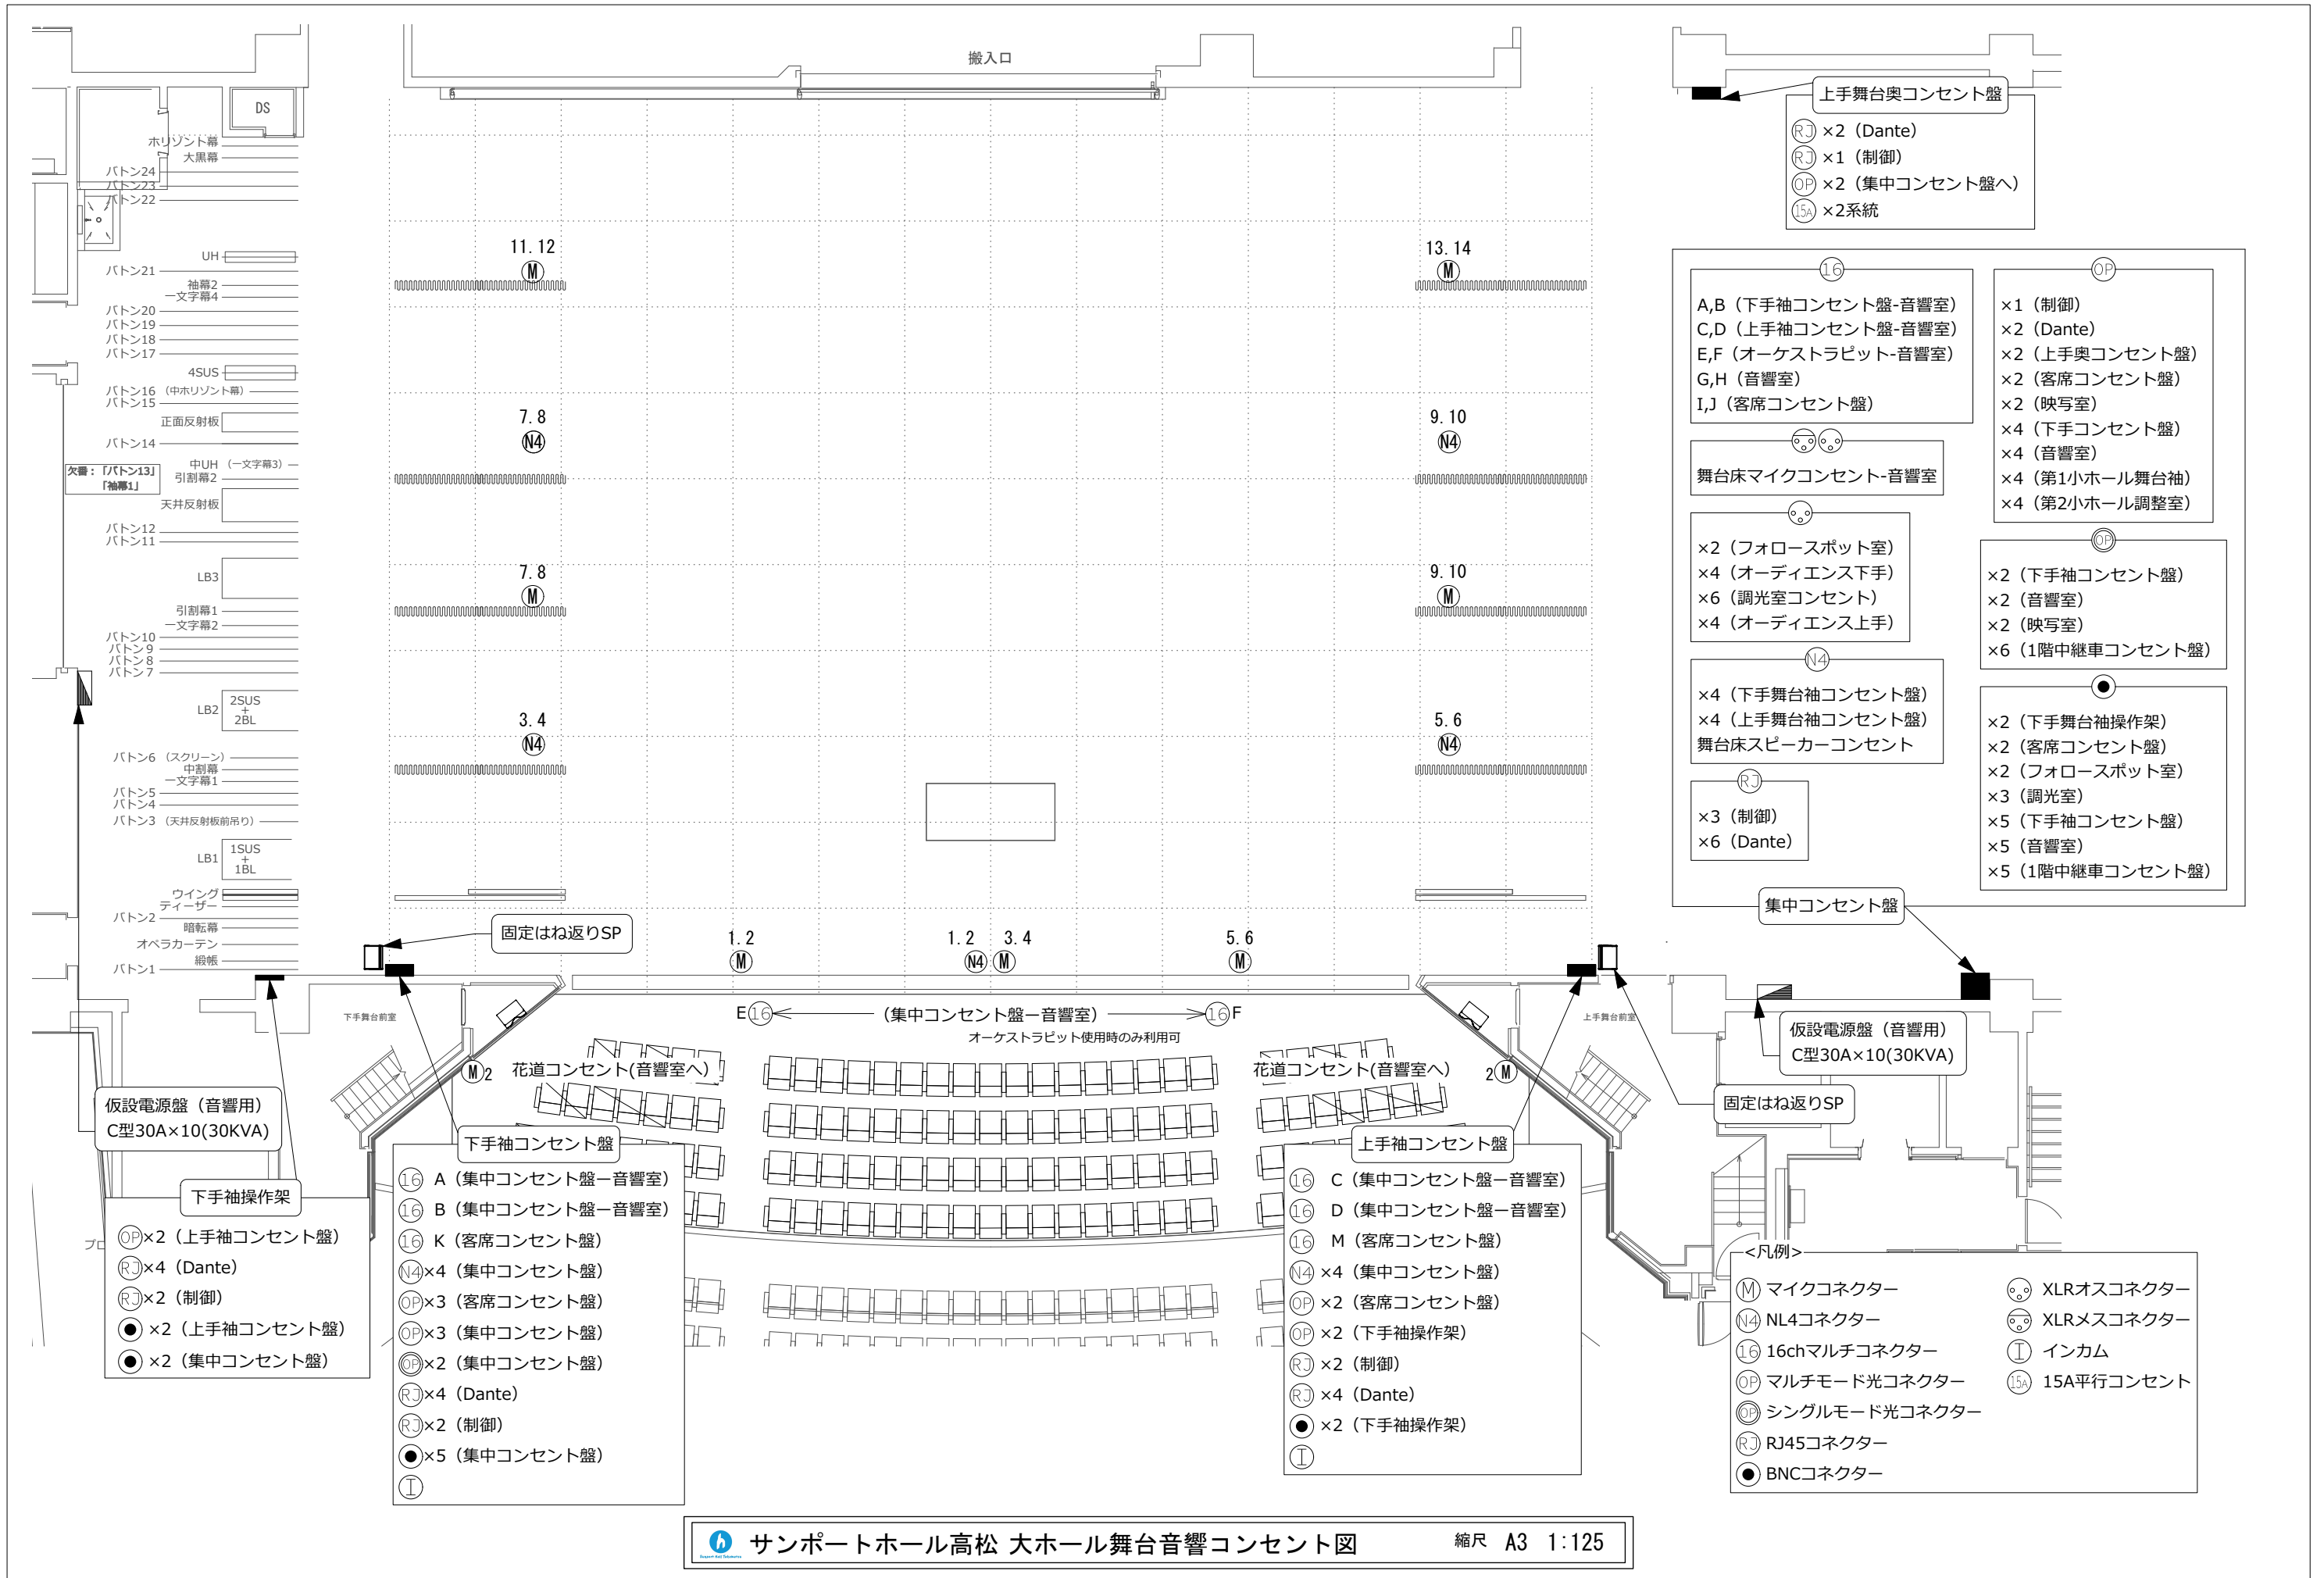 搬入口
DS
ホリゾント幕
大黒幕
バトン24
バトン23
バトン22
UH
バトン21
袖幕2
一文字幕4
バトン20
バトン19
バトン18
バトン17
4SUS
バトン16 (中ホリゾント幕)
バトン15
正面反射板
バトン14
中UH (一文字幕3)
引割幕2
欠番：「バトン13」
「袖幕1」
天井反射板
バトン12
バトン11
LB3
引割幕1
一文字幕2
バトン10
バトン9
バトン8
バトン7
LB2
2SUS
+
2BL
バトン6 (スクリーン)
中割幕
一文字幕1
バトン5
バトン4
バトン3 (天井反射板前吊り)
LB1
1SUS
+
1BL
ウイング
ティーザー
バトン2
暗転幕
オペラカーテン
緞帳
バトン1
11.12
M
13.14
M
7.8
N4
9.10
N4
7.8
M
9.10
M
3.4
N4
5.6
N4
固定はね返りSP
1.2
M
1.2 3.4
N4 M
5.6
M
上手舞台奥コンセント盤
RJ ×2（Dante）
RJ ×1（制御）
OP ×2（集中コンセント盤へ）
15A ×2系統
16
A,B（下手袖コンセント盤-音響室）
C,D（上手袖コンセント盤-音響室）
E,F（オーケストラピット-音響室）
G,H（音響室）
I,J（客席コンセント盤）
舞台床マイクコンセント-音響室
×2（フォロースポット室）
×4（オーディエンス下手）
×6（調光室コンセント）
×4（オーディエンス上手）
N4
×4（下手舞台袖コンセント盤）
×4（上手舞台袖コンセント盤）
舞台床スピーカーコンセント
RJ
×3（制御）
×6（Dante）
OP
×1（制御）
×2（Dante）
×2（上手奥コンセント盤）
×2（客席コンセント盤）
×2（映写室）
×4（下手コンセント盤）
×4（音響室）
×4（第1小ホール舞台袖）
×4（第2小ホール調整室）
OP
×2（下手袖コンセント盤）
×2（音響室）
×2（映写室）
×6（1階中継車コンセント盤）
×2（下手舞台袖操作架）
×2（客席コンセント盤）
×2（フォロースポット室）
×3（調光室）
×5（下手袖コンセント盤）
×5（音響室）
×5（1階中継車コンセント盤）
集中コンセント盤
下手舞台前室
E 16 （集中コンセント盤ー音響室） 16 F
オーケストラピット使用時のみ利用可
上手舞台前室
M 2 花道コンセント(音響室へ)
花道コンセント(音響室へ) 2 M
仮設電源盤（音響用）
C型30A×10(30KVA)
固定はね返りSP
仮設電源盤（音響用）
C型30A×10(30KVA)
下手袖操作架
プロ
OP×2（上手袖コンセント盤）
RJ×4（Dante）
RJ×2（制御）
×2（上手袖コンセント盤）
×2（集中コンセント盤）
下手袖コンセント盤
16 A（集中コンセント盤ー音響室）
16 B（集中コンセント盤ー音響室）
16 K（客席コンセント盤）
N4×4（集中コンセント盤）
OP×3（客席コンセント盤）
OP×3（集中コンセント盤）
OP×2（集中コンセント盤）
RJ×4（Dante）
RJ×2（制御）
×5（集中コンセント盤）
I
上手袖コンセント盤
16 C（集中コンセント盤ー音響室）
16 D（集中コンセント盤ー音響室）
16 M（客席コンセント盤）
N4 ×4（集中コンセント盤）
OP ×2（客席コンセント盤）
OP ×2（下手袖操作架）
RJ ×2（制御）
RJ ×4（Dante）
×2（下手袖操作架）
I
<凡例>
M マイクコネクター
N4 NL4コネクター
16 16chマルチコネクター
OP マルチモード光コネクター
OP シングルモード光コネクター
RJ RJ45コネクター
BNCコネクター
XLRオスコネクター
XLRメスコネクター
I インカム
15A 15A平行コンセント
サンポートホール高松 大ホール舞台音響コンセント図 縮尺 A3 1:125